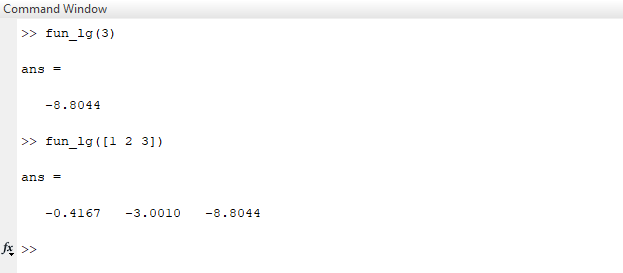 Command Window
>> fun_lg(3)
ans =
-8.8044
>> fun_lg([1 2 3])
ans =
-0.4167 -3.0010 -8.8044
fx >>